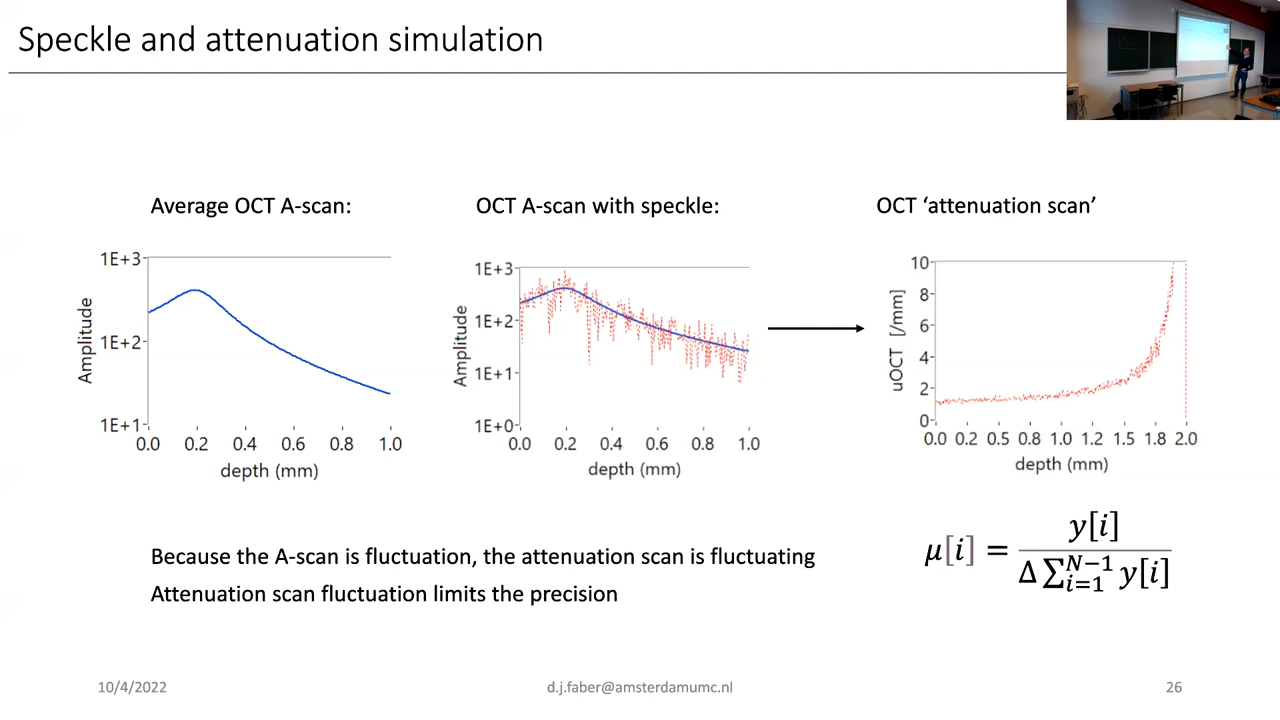 Speckle and attenuation simulation
Average OCT A-scan:
OCT A-scan with speckle:
OCT ‘attenuation scan’
1E+3
1E+2
1E+1
Amplitude
0.0 0.2 0.4 0.6 0.8 1.0
depth (mm)
1E+3
1E+2
1E+1
1E+0
Amplitude
0.0 0.2 0.4 0.6 0.8 1.0
depth (mm)
10
8
6
4
2
0
uOCT [/mm]
0.0 0.2 0.5 0.8 1.0 1.2 1.5 1.8 2.0
depth (mm)
μ[i] = y[i] / Δ∑_{i=1}^{N−1} y[i]
Because the A-scan is fluctuation, the attenuation scan is fluctuating
Attenuation scan fluctuation limits the precision
10/4/2022
d.j.faber@amsterdamumc.nl
26